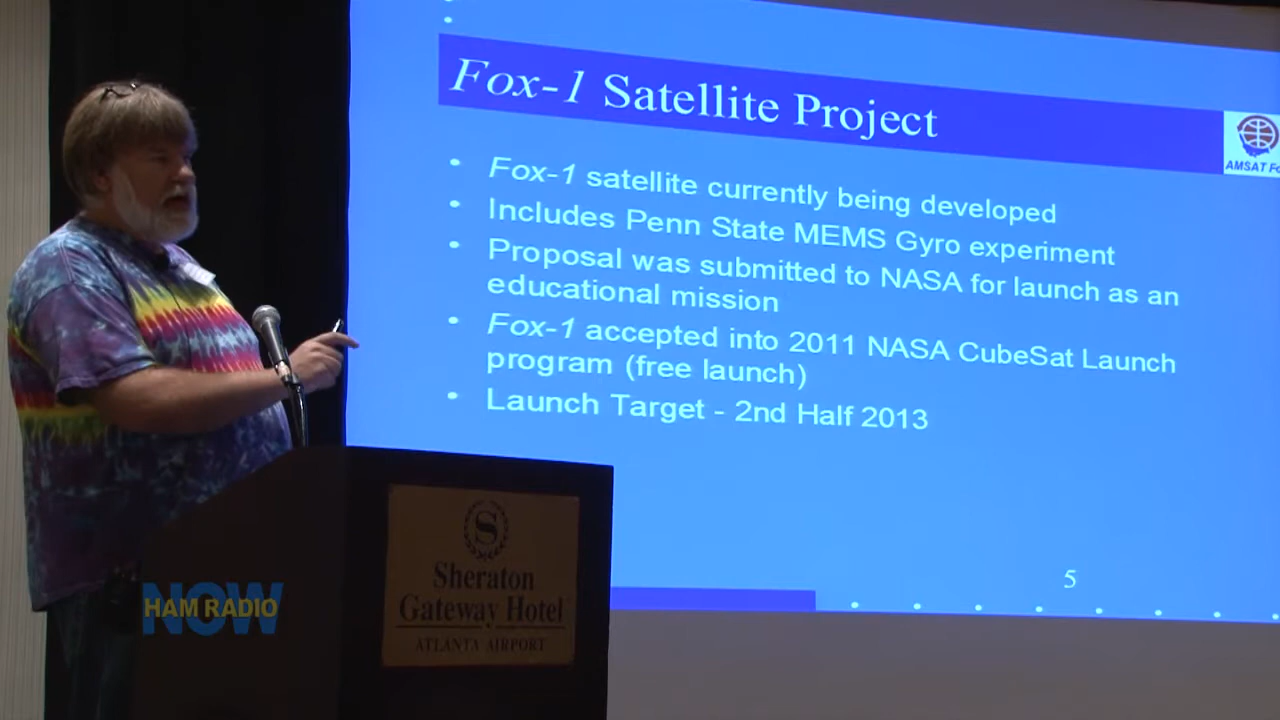 Fox-1 Satellite Project
AMSAT Fo
• Fox-1 satellite currently being developed
• Includes Penn State MEMS Gyro experiment
• Proposal was submitted to NASA for launch as an
educational mission
• Fox-1 accepted into 2011 NASA CubeSat Launch
program (free launch)
• Launch Target - 2nd Half 2013
5
S
Sheraton
Gateway Hotel
ATLANTA AIRPORT
NOW
HAM RADIO